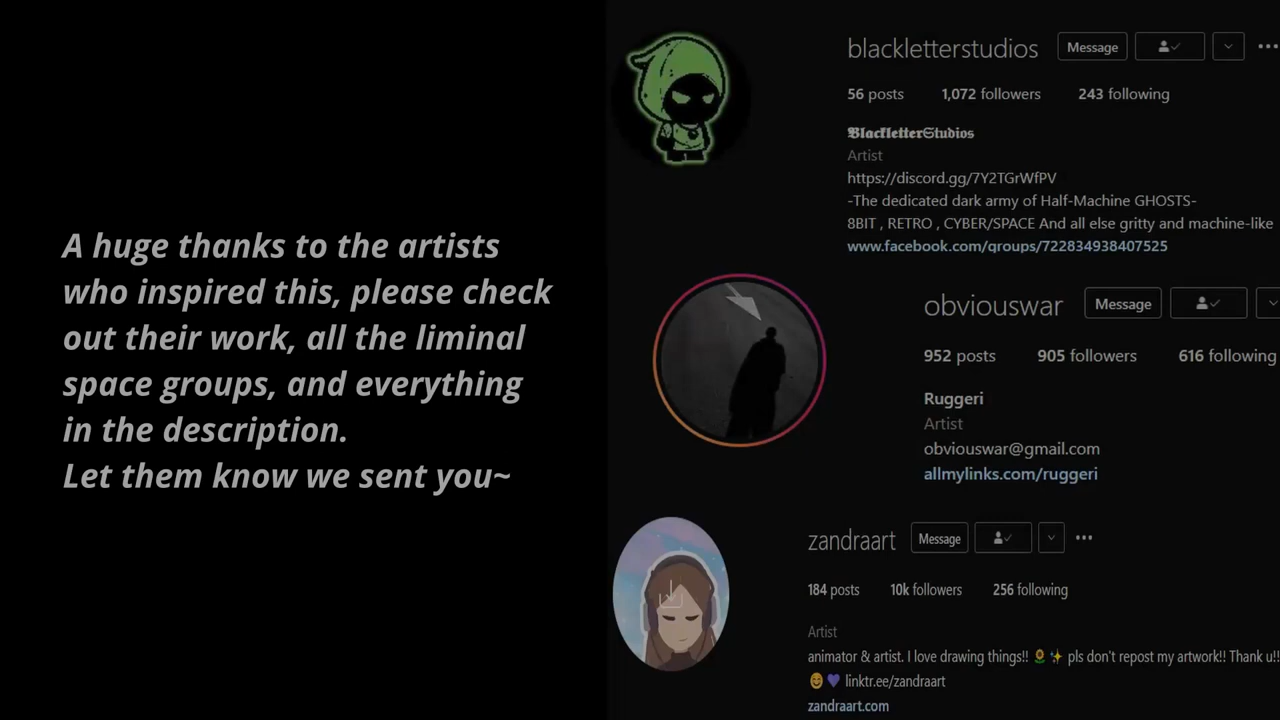 A huge thanks to the artists
who inspired this, please check
out their work, all the liminal
space groups, and everything
in the description.
Let them know we sent you~
blackletterstudios Message
56 posts 1,072 followers 243 following
𝕭𝖑𝖆𝖈𝖐𝖑𝖊𝖙𝖙𝖊𝖗𝕾𝖙𝖚𝖉𝖎𝖔𝖘
Artist
https://discord.gg/7Y2TGrWfPV
-The dedicated dark army of Half-Machine GHOSTS-
8BIT , RETRO , CYBER/SPACE And all else gritty and machine-like
www.facebook.com/groups/722834938407525
obviouswar Message
952 posts 905 followers 616 following
Ruggeri
Artist
obviouswar@gmail.com
allmylinks.com/ruggeri
zandraart Message
184 posts 10k followers 256 following
Artist
animator & artist. I love drawing things!! 🌻 ✨ pls don't repost my artwork!! Thank u!!
😊 💜 linktr.ee/zandraart
zandraart.com